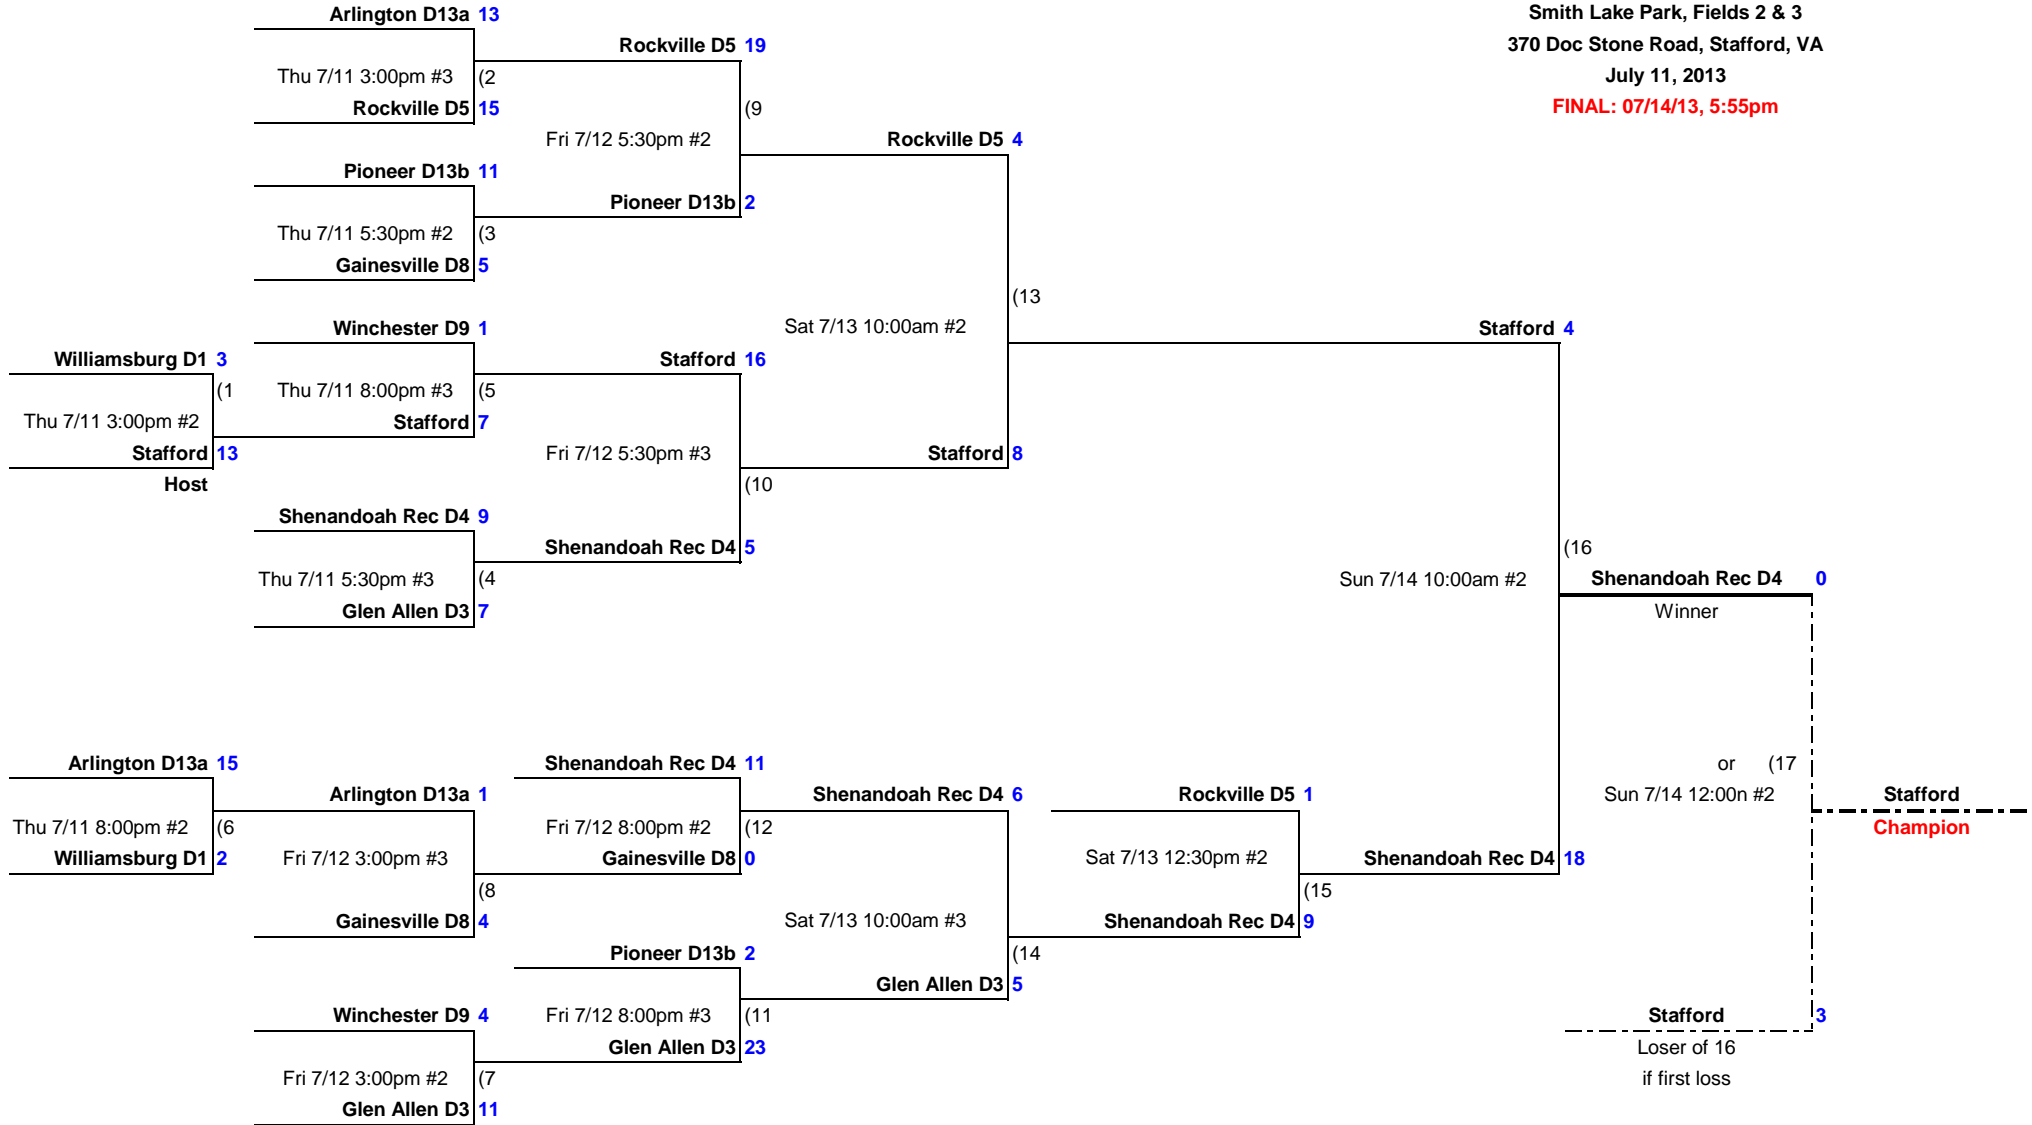 Arlington D13a 13
Smith Lake Park, Fields 2 & 3
Rockville D5 19
370 Doc Stone Road, Stafford, VA
Thu 7/11 3:00pm #3 (2
July 11, 2013
Rockville D5 15
(9
FINAL: 07/14/13, 5:55pm
Fri 7/12 5:30pm #2
Rockville D5 4
Pioneer D13b 11
Pioneer D13b 2
Thu 7/11 5:30pm #2 (3
Gainesville D8 5
(13
Winchester D9 1
Sat 7/13 10:00am #2
Stafford 4
Williamsburg D1 3
Stafford 16
(1
Thu 7/11 8:00pm #3 (5
Thu 7/11 3:00pm #2
Stafford 7
Stafford 13
Fri 7/12 5:30pm #3
Stafford 8
Host
(10
Shenandoah Rec D4 9
Shenandoah Rec D4 5
(16
Thu 7/11 5:30pm #3 (4
Sun 7/14 10:00am #2
Shenandoah Rec D4 0
Glen Allen D3 7
Winner
Arlington D13a 15
Shenandoah Rec D4 11
or (17
Arlington D13a 1
Shenandoah Rec D4 6
Rockville D5 1
Sun 7/14 12:00n #2
Stafford
Thu 7/11 8:00pm #2 (6
Fri 7/12 8:00pm #2 (12
Champion
Williamsburg D1 2
Fri 7/12 3:00pm #3
Gainesville D8 0
Sat 7/13 12:30pm #2
Shenandoah Rec D4 18
(8
(15
Gainesville D8 4
Sat 7/13 10:00am #3
Shenandoah Rec D4 9
Pioneer D13b 2
(14
Glen Allen D3 5
Winchester D9 4
Fri 7/12 8:00pm #3 (11
Stafford 3
Glen Allen D3 23
Loser of 16
Fri 7/12 3:00pm #2 (7
if first loss
Glen Allen D3 11